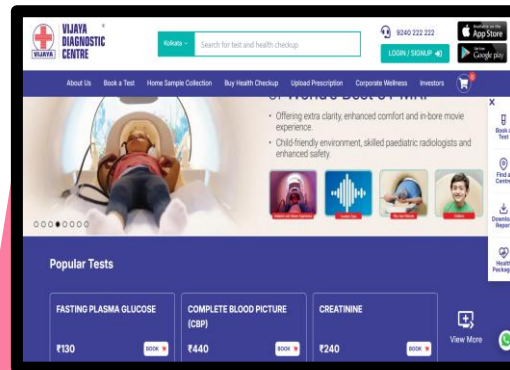 VIJAYA
DIAGNOSTIC
CENTRE
VIJAYA
Kolkata
Search for test and health checkup
9240 222 222
LOGIN / SIGNUP
App Store
Google play
About Us
Book a Test
Home Sample Collection
Buy Health Checkup
Upload Prescription
Corporate Wellness
Investors
• Offering extra clarity, enhanced comfort and in-bore movie
experience.
• Child-friendly environment, skilled paediatric radiologists and
enhanced safety.
X
Book a
Test
Find a
Centre
Download
Report
Health
Package
Popular Tests
FASTING PLASMA GLUCOSE
₹130
BOOK
COMPLETE BLOOD PICTURE
(CBP)
₹440
BOOK
CREATININE
₹240
BOOK
View More